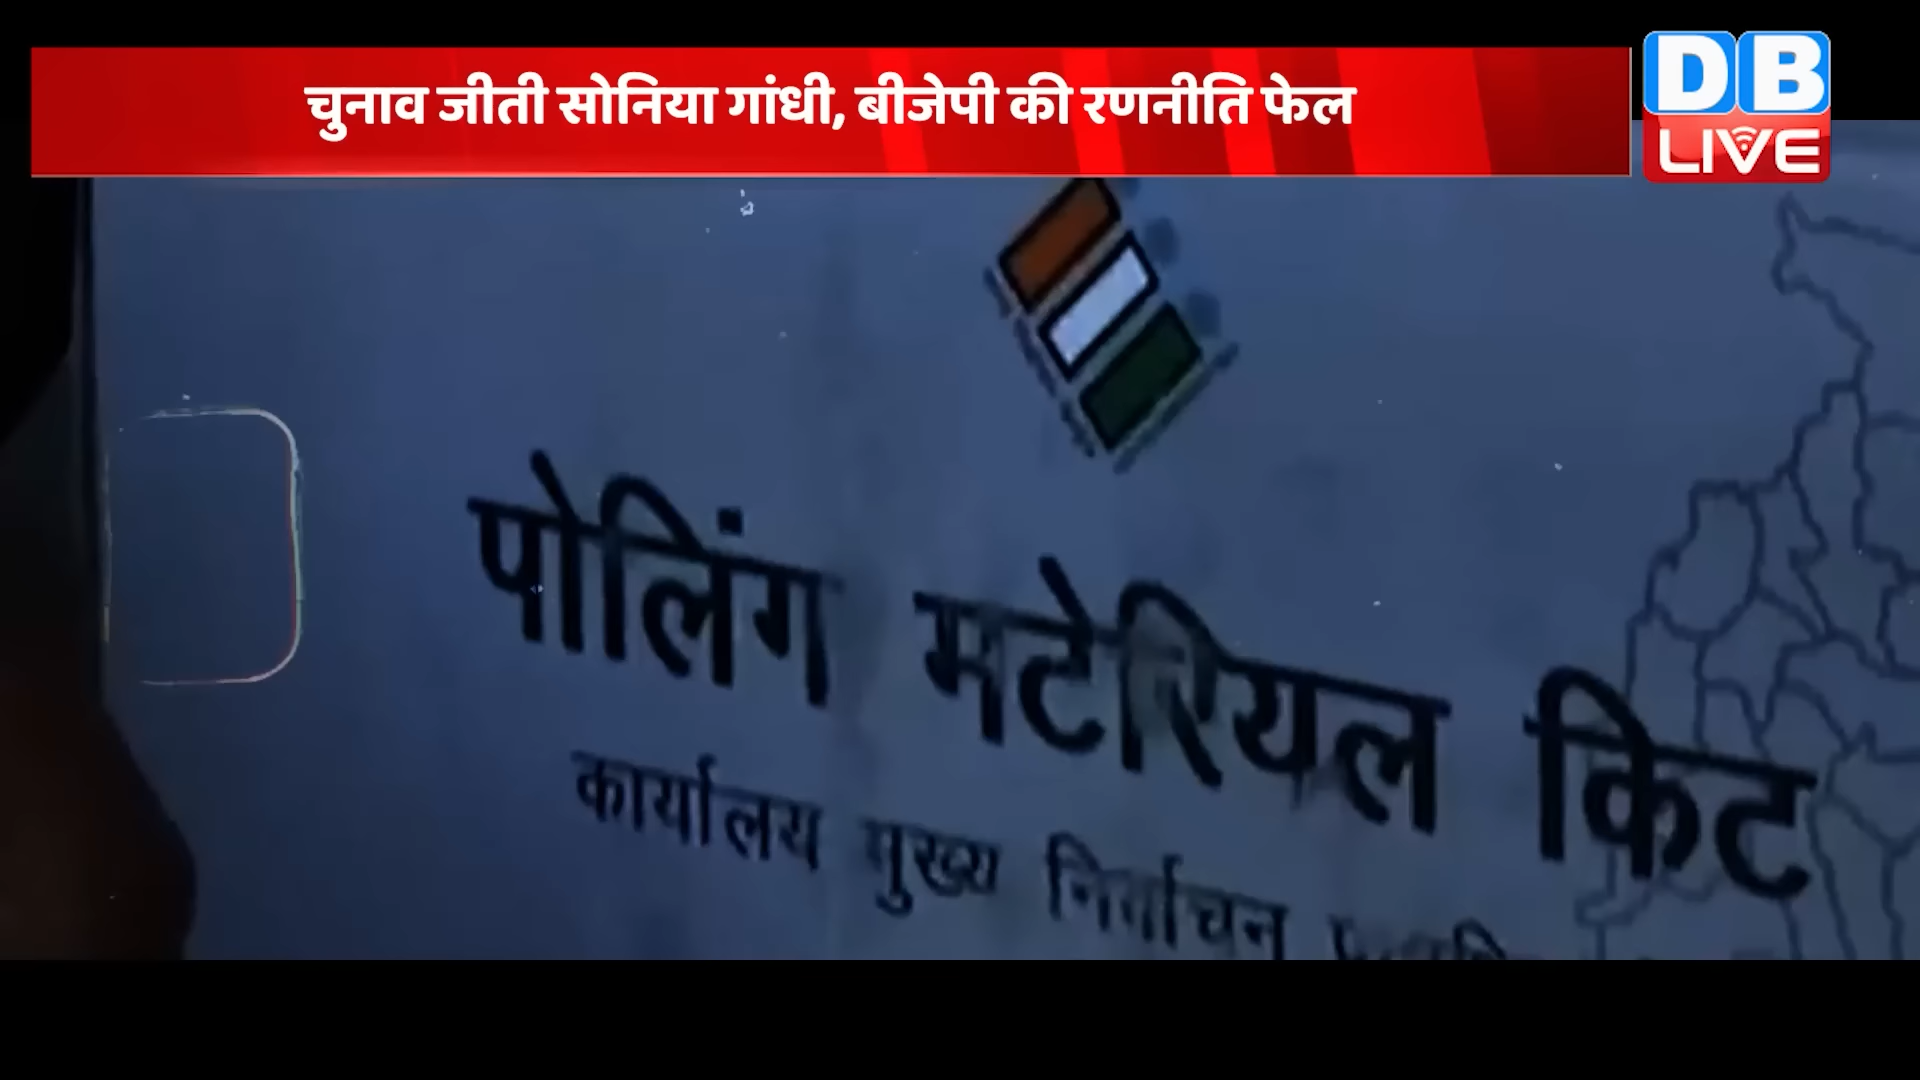 चुनाव जीती सोनिया गांधी, बीजेपी की रणनीति फेल
DB
LIVE
पोलिंग मटेरियल किट
कार्यालय मुख्य निर्वाचन